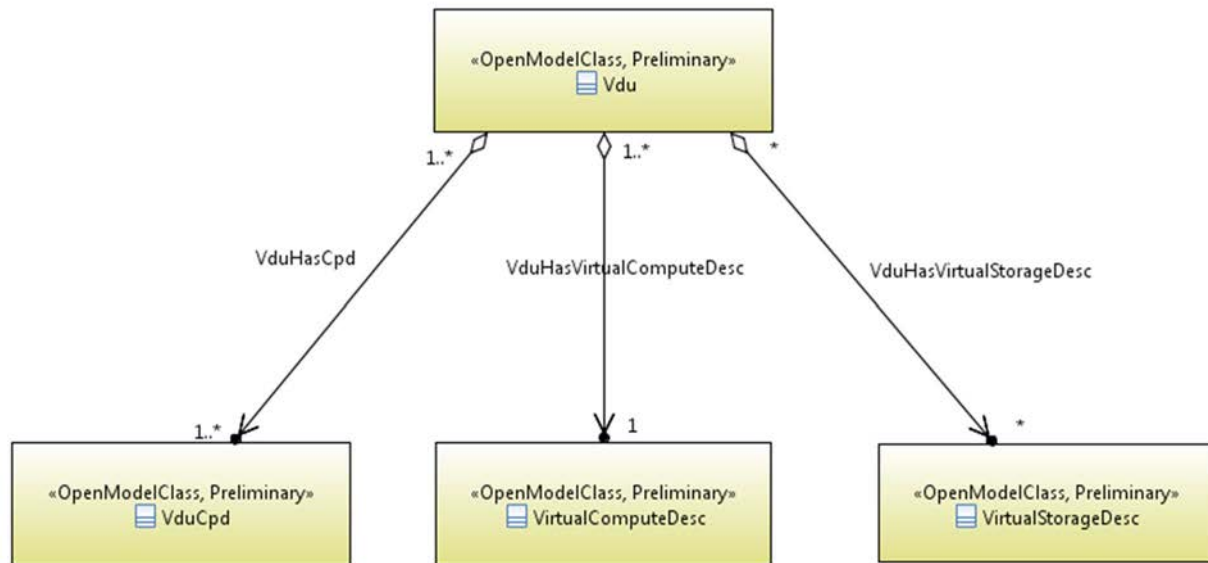 «OpenModelClass, Preliminary»
Vdu
1..*
1..*
*
VduHasCpd
VduHasVirtualComputeDesc
VduHasVirtualStorageDesc
1..*
1
*
«OpenModelClass, Preliminary»
VduCpd
«OpenModelClass, Preliminary»
VirtualComputeDesc
«OpenModelClass, Preliminary»
VirtualStorageDesc